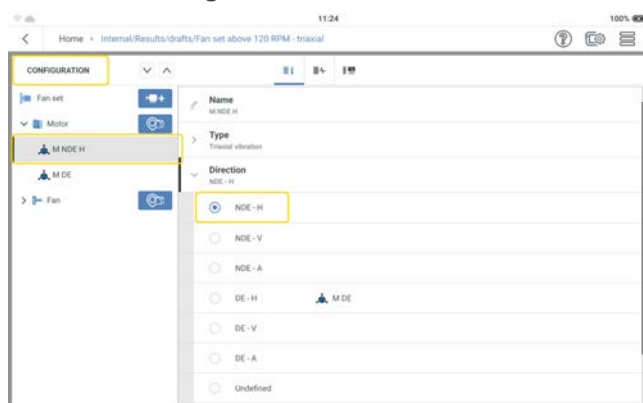 11:24
100%
Home
Internal/Results/drafts/Fan set above 120 RPM - triaxial
CONFIGURATION
Fan set
Motor
M NDE H
M DE
Fan
Name
M NDE H
Type
Triaxial vibration
Direction
NDE - H
NDE - H
NDE - V
NDE - A
DE - H
M DE
DE - V
DE - A
Undefined